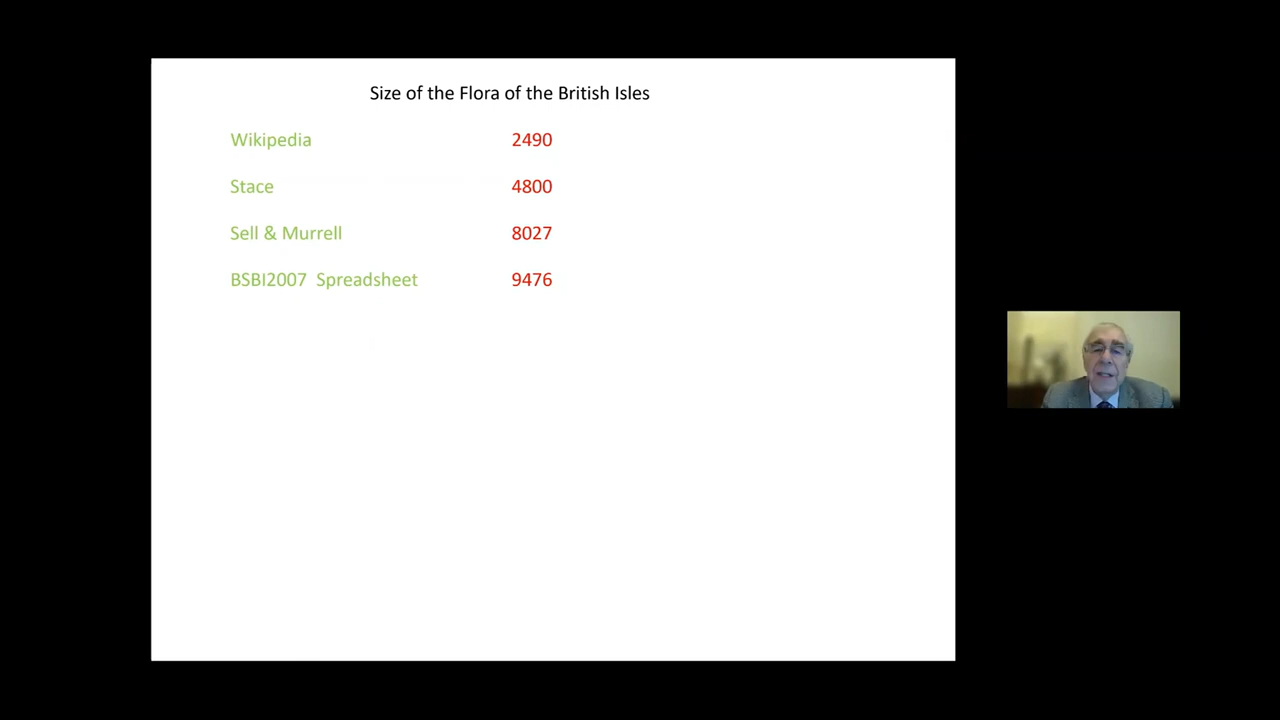 Size of the Flora of the British Isles
Wikipedia 2490
Stace 4800
Sell & Murrell 8027
BSBI2007 Spreadsheet 9476